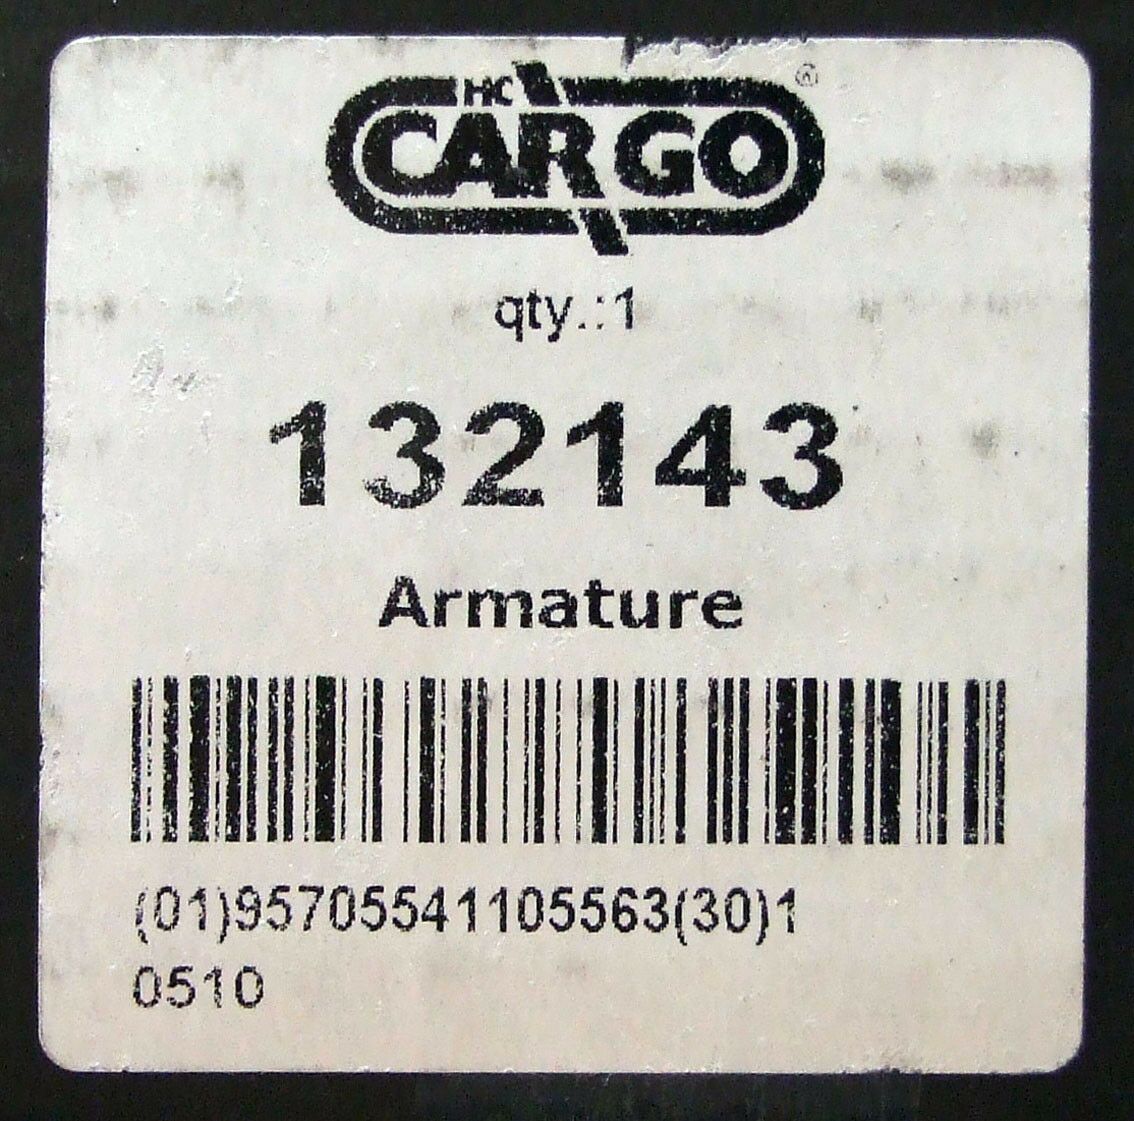 HC
CARGO ®
qty.:1
132143
Armature
(01)95705541105563(30)1
0510